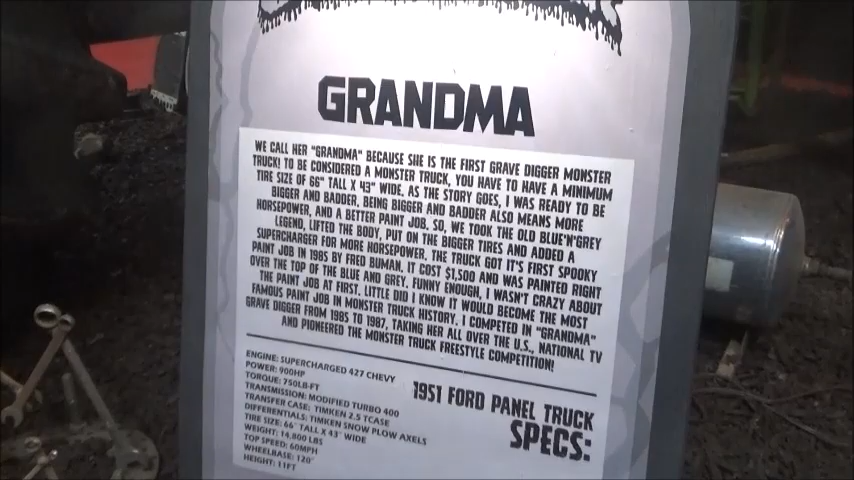 GRANDMA
WE CALL HER "GRANDMA" BECAUSE SHE IS THE FIRST GRAVE DIGGER MONSTER
TRUCK! TO BE CONSIDERED A MONSTER TRUCK, YOU HAVE TO HAVE A MINIMUM
TIRE SIZE OF 66" TALL X 43" WIDE. AS THE STORY GOES, I WAS READY TO BE
BIGGER AND BADDER, BEING BIGGER AND BADDER ALSO MEANS MORE
HORSEPOWER, AND A BETTER PAINT JOB. SO, WE TOOK THE OLD BLUE'N'GREY
LEGEND, LIFTED THE BODY, PUT ON THE BIGGER TIRES AND ADDED A
SUPERCHARGER FOR MORE HORSEPOWER. THE TRUCK GOT IT'S FIRST SPOOKY
PAINT JOB IN 1985 BY FRED BUMAN. IT COST $1,500 AND WAS PAINTED RIGHT
OVER THE TOP OF THE BLUE AND GREY. FUNNY ENOUGH, I WASN'T CRAZY ABOUT
THE PAINT JOB AT FIRST. LITTLE DID I KNOW IT WOULD BECOME THE MOST
FAMOUS PAINT JOB IN MONSTER TRUCK HISTORY. I COMPETED IN "GRANDMA"
GRAVE DIGGER FROM 1985 TO 1987, TAKING HER ALL OVER THE U.S., NATIONAL TV
AND PIONEERED THE MONSTER TRUCK FREESTYLE COMPETITION!
1951 FORD PANEL TRUCK
SPECS:
ENGINE: SUPERCHARGED 427 CHEVY
POWER: 900HP
TORQUE: 750LB-FT
TRANSMISSION: MODIFIED TURBO 400
TRANSFER CASE: TIMKEN 2.5 TCASE
DIFFERENTIALS: TIMKEN SNOW PLOW AXELS
TIRE SIZE: 66" TALL X 43" WIDE
WEIGHT: 14,800 LBS
TOP SPEED: 60MPH
WHEELBASE: 120"
HEIGHT: 11FT